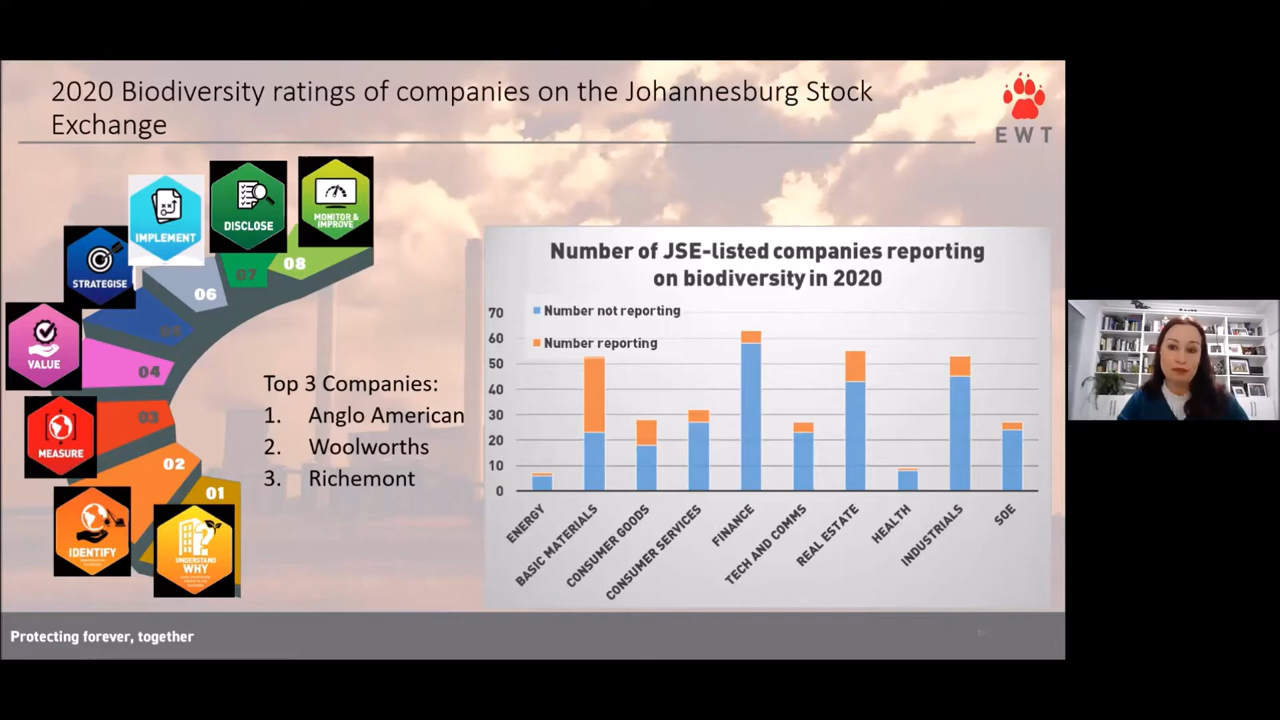 2020 Biodiversity ratings of companies on the Johannesburg Stock
Exchange
EWT
MONITOR &
IMPROVE
DISCLOSE
IMPLEMENT
STRATEGISE
VALUE
MEASURE
IDENTIFY
UNDERSTAND
WHY
08
07
06
04
03
02
01
Top 3 Companies:
1. Anglo American
2. Woolworths
3. Richemont
Number of JSE-listed companies reporting
on biodiversity in 2020
Number not reporting
Number reporting
70
60
50
40
30
20
10
0
ENERGY
BASIC MATERIALS
CONSUMER GOODS
CONSUMER SERVICES
FINANCE
TECH AND COMMS
REAL ESTATE
HEALTH
INDUSTRIALS
SOE
Protecting forever, together